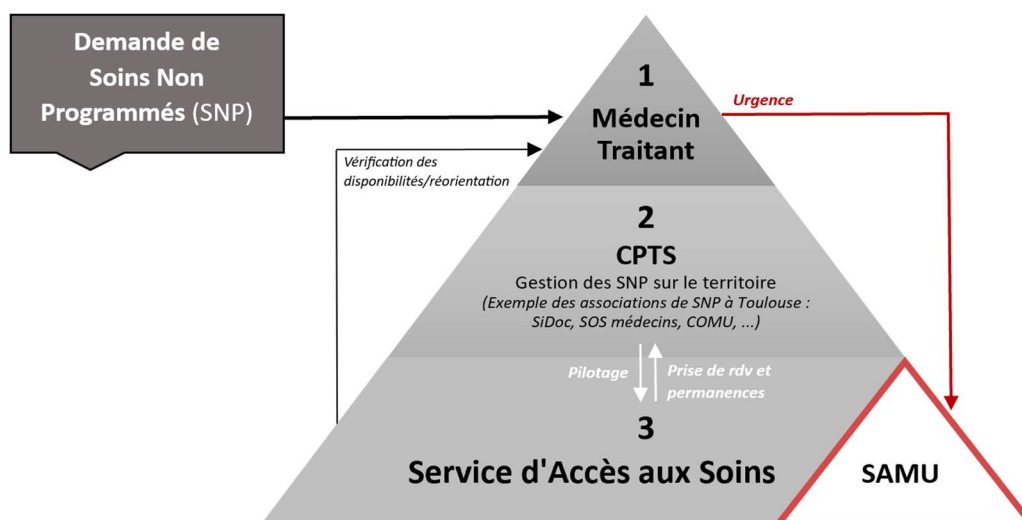 Demande de
Soins Non
Programmés (SNP)
1
Médecin
Traitant
Urgence
Vérification des
disponibilités/réorientation
2
CPTS
Gestion des SNP sur le territoire
(Exemple des associations de SNP à Toulouse :
SiDoc, SOS médecins, COMU, ...)
Pilotage
Prise de rdv et
permanences
3
Service d'Accès aux Soins
SAMU